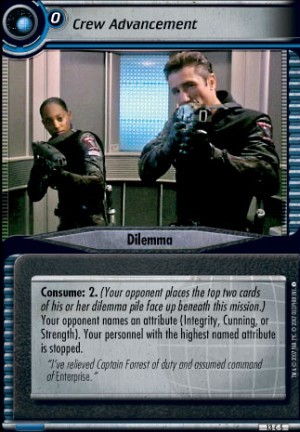 0
Crew Advancement
Dilemma
Consume: 2. (Your opponent places the top two cards
of his or her dilemma pile face up beneath this mission.)
Your opponent names an attribute (Integrity, Cunning, or
Strength). Your personnel with the highest named attribute
is stopped.
"I've relieved Captain Forrest of duty and assumed command
of Enterprise."